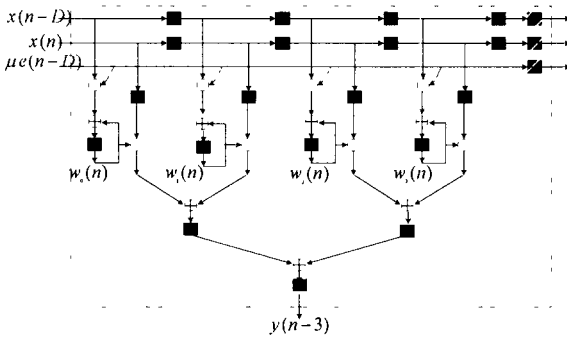 x(n−D)
x(n)
μe(n−D)
w₀(n) w₁(n) w₂(n) w₃(n)
y(n−3)